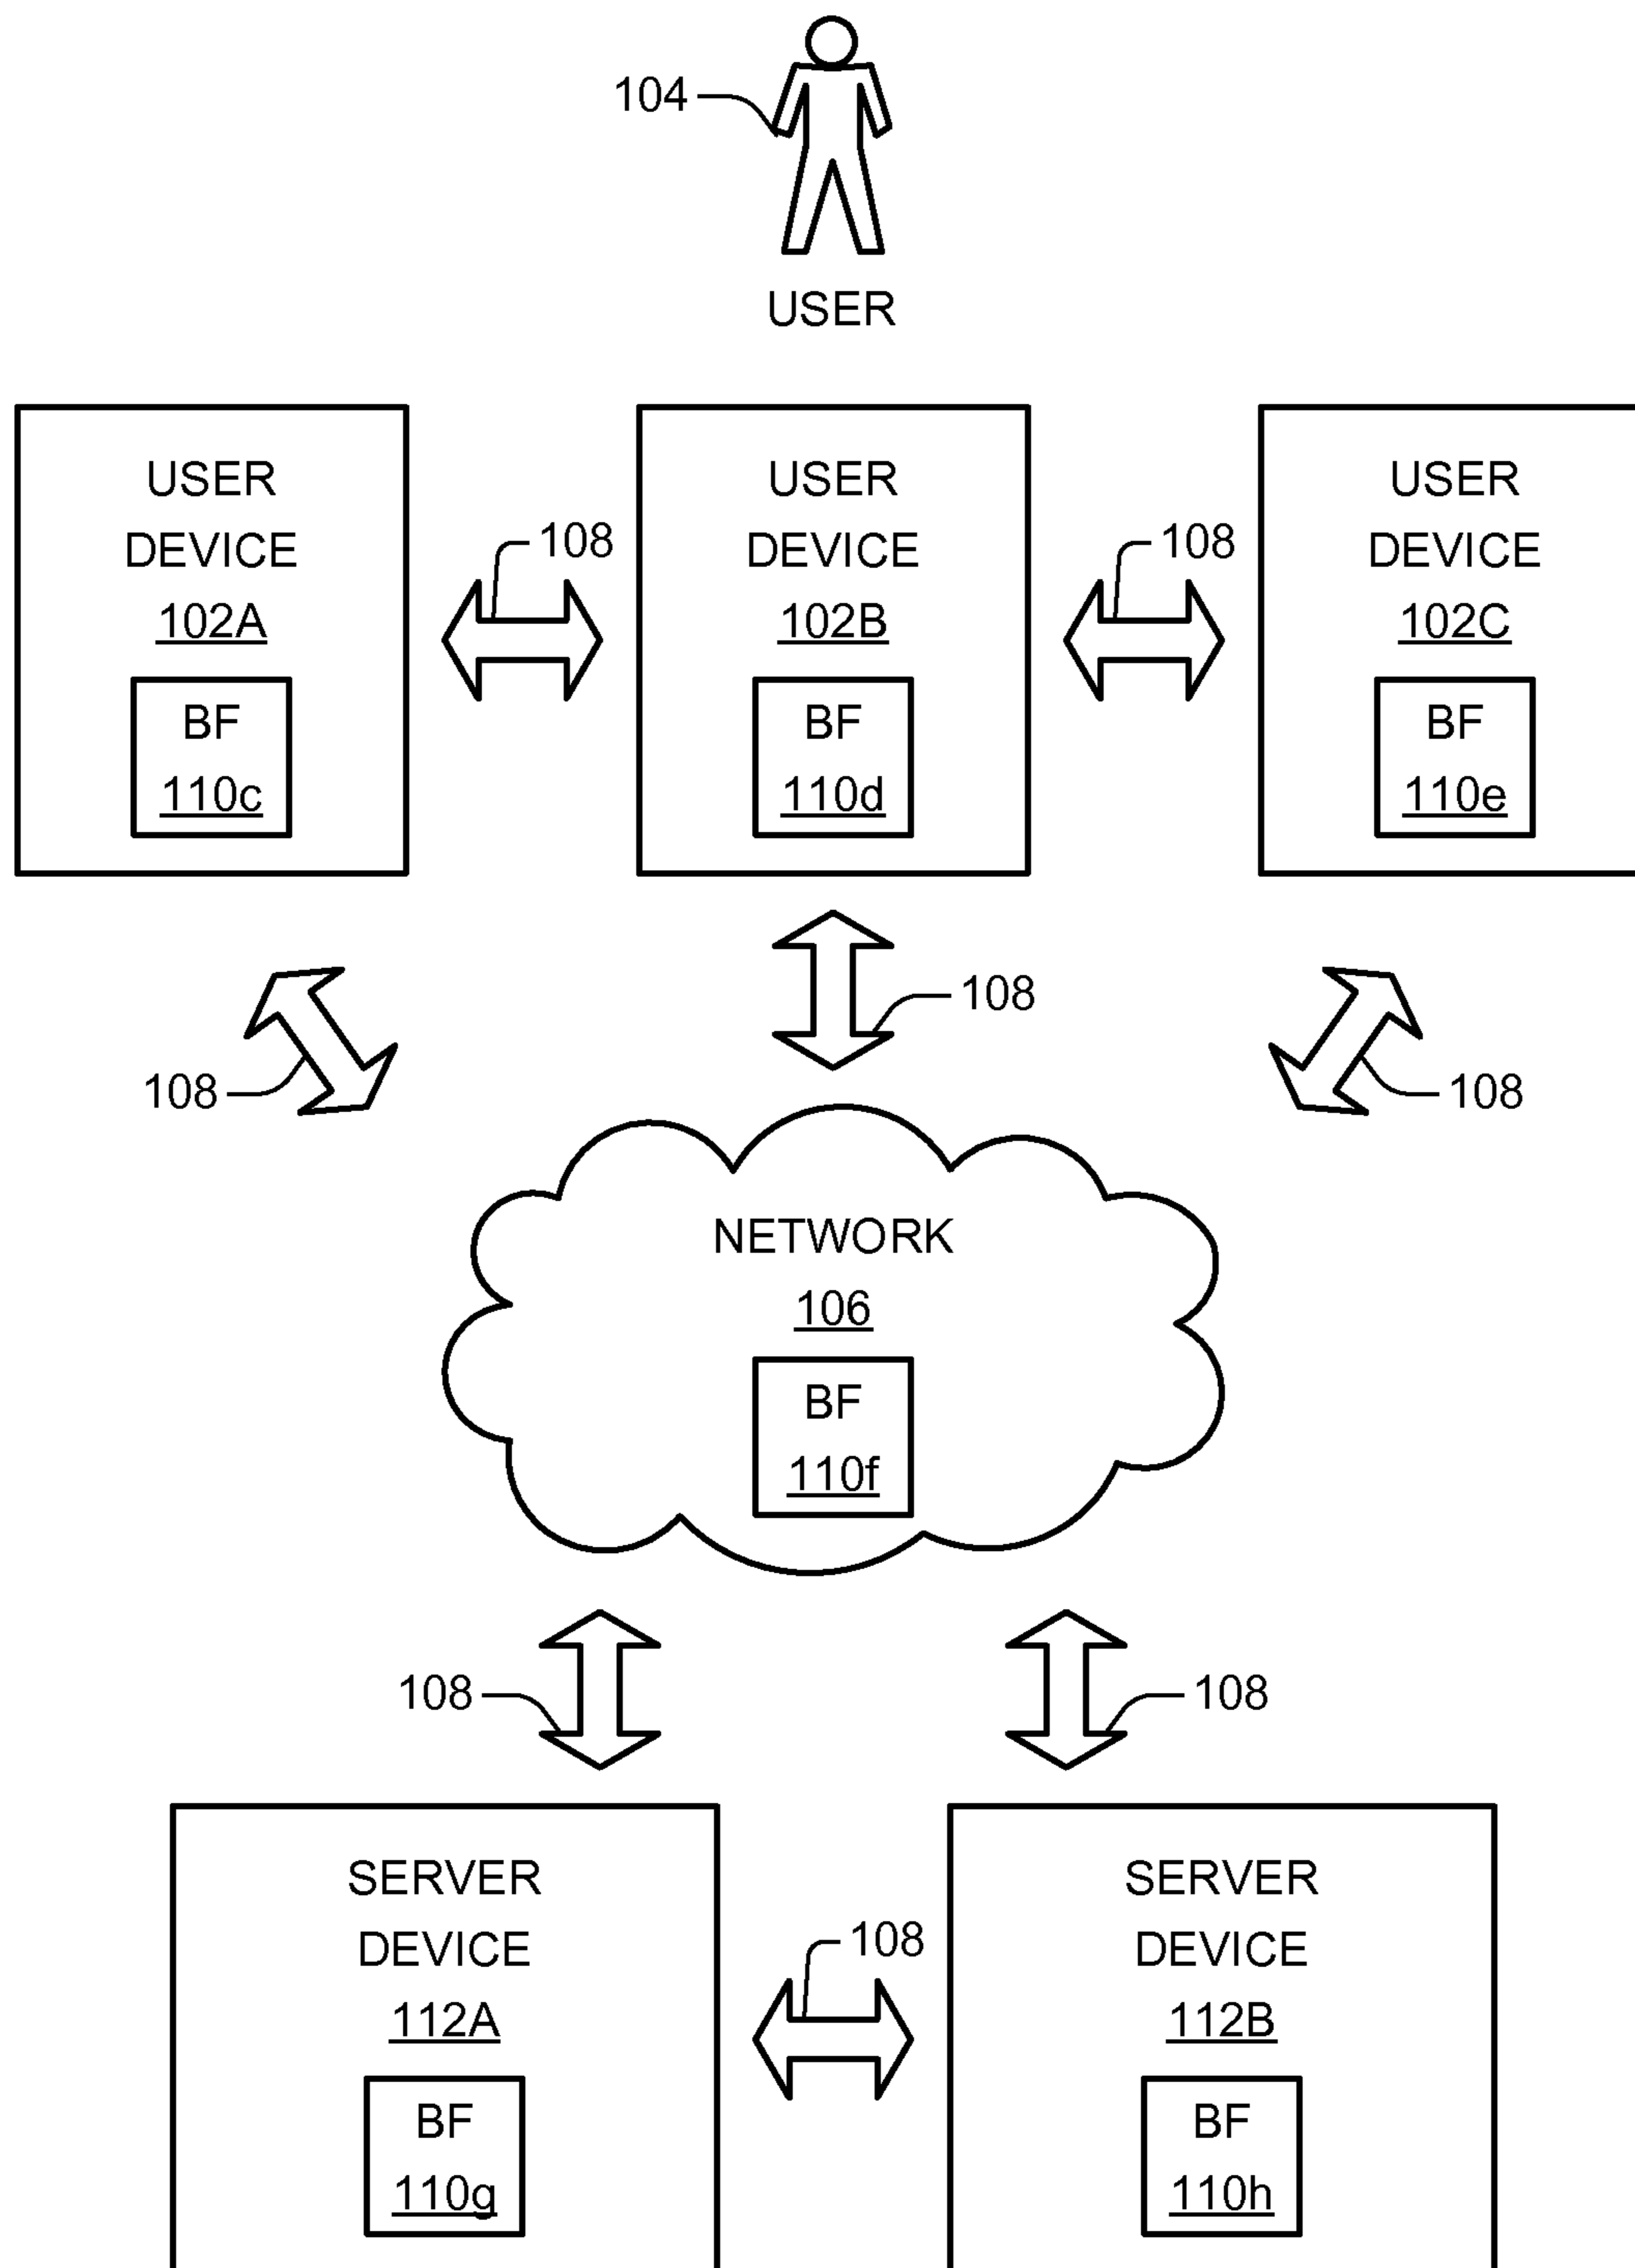 104
USER
USER
DEVICE
102A
BF
110c
108
USER
DEVICE
102B
BF
110d
108
USER
DEVICE
102C
BF
110e
108
108
108
NETWORK
106
BF
110f
108
108
SERVER
DEVICE
112A
BF
110g
108
SERVER
DEVICE
112B
BF
110h